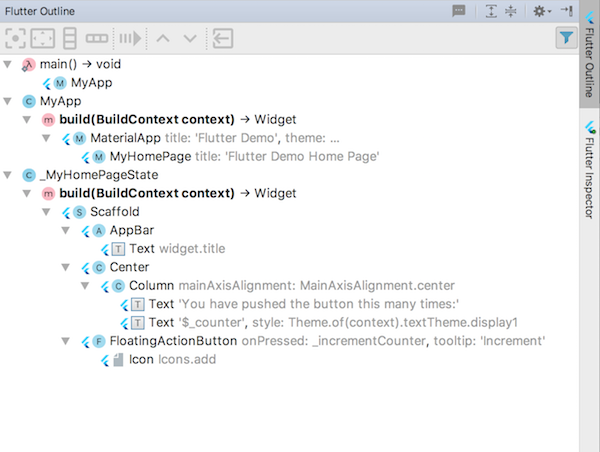 Flutter Outline
main() → void
MyApp
MyApp
build(BuildContext context) → Widget
MaterialApp title: 'Flutter Demo', theme: ...
MyHomePage title: 'Flutter Demo Home Page'
_MyHomePageState
build(BuildContext context) → Widget
Scaffold
AppBar
Text widget.title
Center
Column mainAxisAlignment: MainAxisAlignment.center
Text 'You have pushed the button this many times:'
Text '$_counter', style: Theme.of(context).textTheme.display1
FloatingActionButton onPressed: _incrementCounter, tooltip: 'Increment'
Icon Icons.add
Flutter Outline
Flutter Inspector